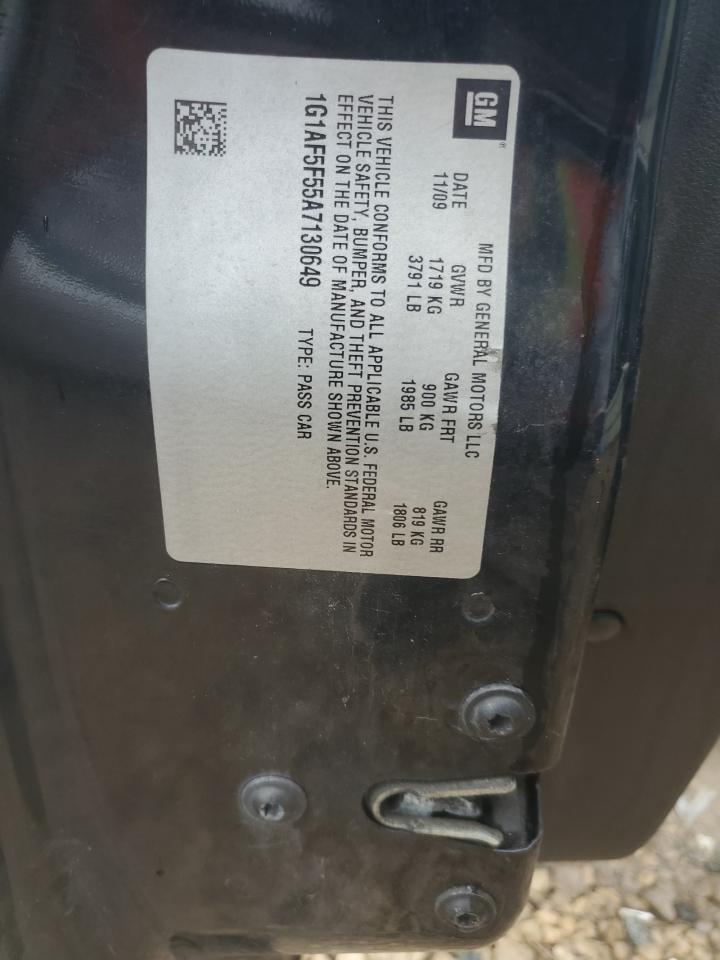 GM
MFD BY GENERAL MOTORS LLC
DATE GVWR GAWR FRT GAWR RR
11/09 1719 KG 900 KG 819 KG
3791 LB 1985 LB 1806 LB
THIS VEHICLE CONFORMS TO ALL APPLICABLE U.S. FEDERAL MOTOR
VEHICLE SAFETY, BUMPER, AND THEFT PREVENTION STANDARDS IN
EFFECT ON THE DATE OF MANUFACTURE SHOWN ABOVE.
1G1AF5F55A7130649 TYPE: PASS CAR